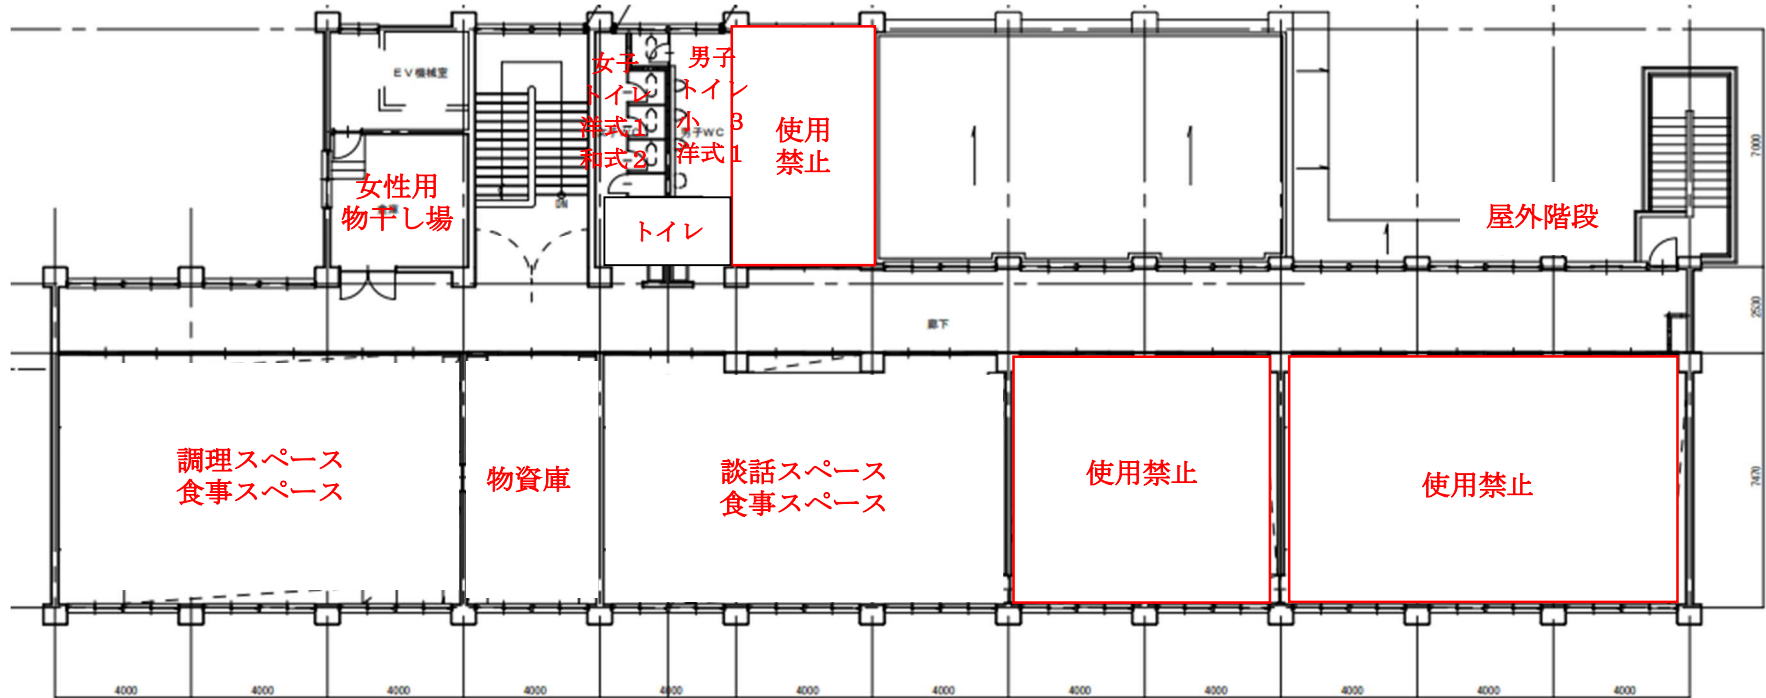 EV機械室
女子
トイレ
洋式1
和式2
男子
トイレ
小 3
洋式1
男子WC
使用
禁止
女性用
物干し場
DN
トイレ
屋外階段
7000
廊下
2530
調理スペース
食事スペース
物資庫
談話スペース
食事スペース
使用禁止
使用禁止
7470
4000
4000
4000
4000
4000
4000
4000
4000
4000
4000
4000
4000